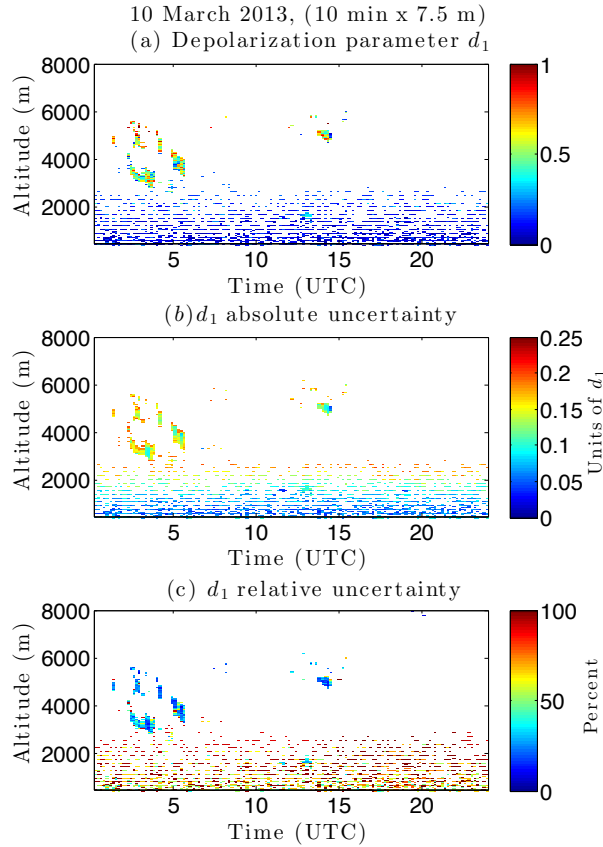 10 March 2013, (10 min x 7.5 m)
(a) Depolarization parameter d₁
8000
6000
4000
2000
Altitude (m)
5 10 15 20
Time (UTC)
1
0.5
0
(b)d₁ absolute uncertainty
8000
6000
4000
2000
Altitude (m)
5 10 15 20
Time (UTC)
0.25
0.2
0.15
0.1
0.05
0
Units of d₁
(c) d₁ relative uncertainty
8000
6000
4000
2000
Altitude (m)
5 10 15 20
Time (UTC)
100
50
0
Percent